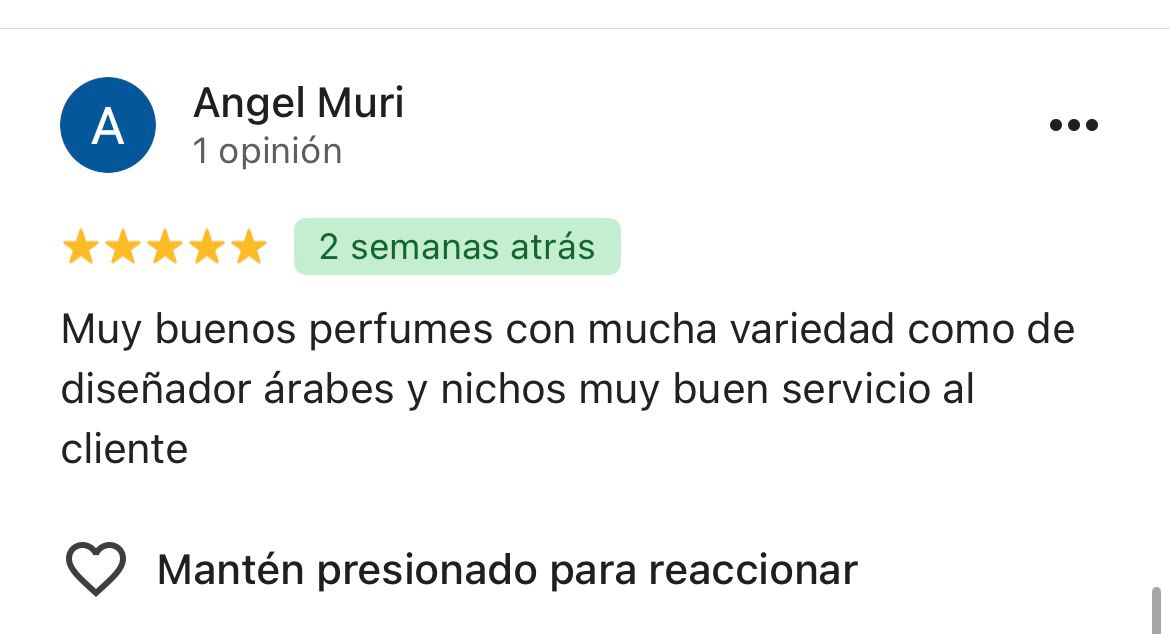 A
Angel Muri
1 opinión
2 semanas atrás
Muy buenos perfumes con mucha variedad como de
diseñador árabes y nichos muy buen servicio al
cliente
Mantén presionado para reaccionar